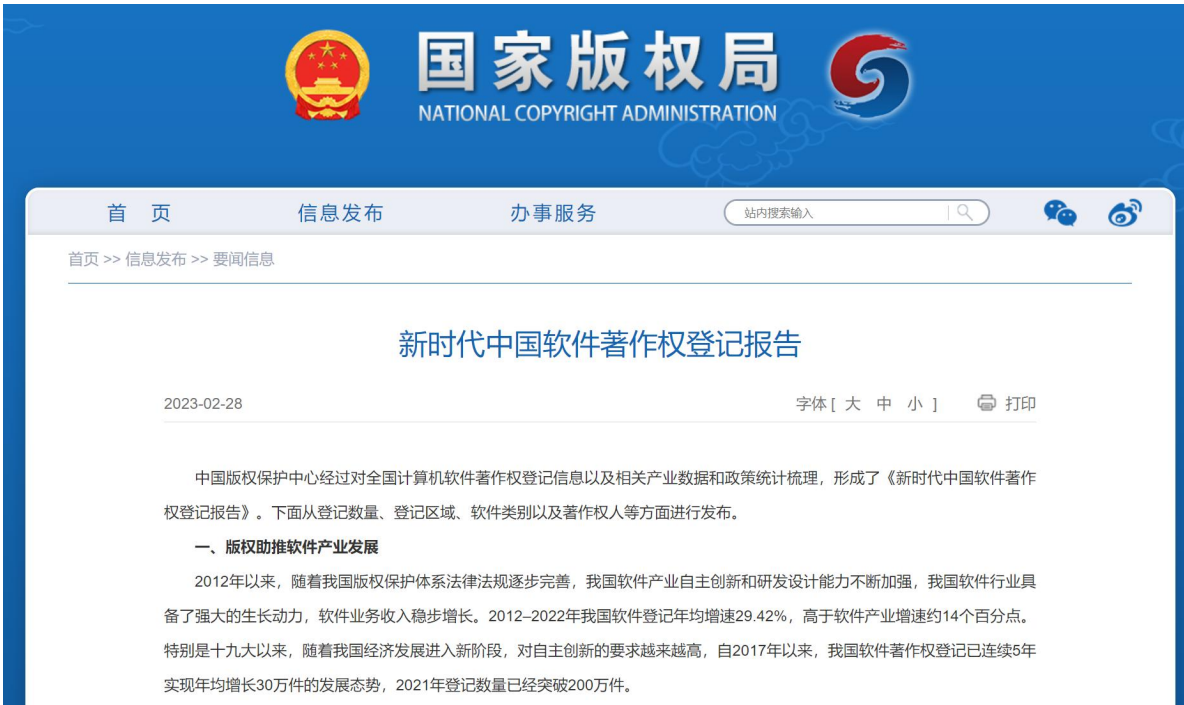 国家版权局
NATIONAL COPYRIGHT ADMINISTRATION
首 页 信息发布 办事服务 站内搜索输入
首页 >> 信息发布 >> 要闻信息
新时代中国软件著作权登记报告
2023-02-28 字体 [ 大 中 小 ] 打印
中国版权保护中心经过对全国计算机软件著作权登记信息以及相关产业数据和政策统计梳理，形成了《新时代中国软件著作
权登记报告》。下面从登记数量、登记区域、软件类别以及著作权人等方面进行发布。
一、版权助推软件产业发展
2012年以来，随着我国版权保护体系法律法规逐步完善，我国软件产业自主创新和研发设计能力不断加强，我国软件行业具
备了强大的生长动力，软件业务收入稳步增长。2012–2022年我国软件登记年均增速29.42%，高于软件产业增速约14个百分点。
特别是十九大以来，随着我国经济发展进入新阶段，对自主创新的要求越来越高，自2017年以来，我国软件著作权登记已连续5年
实现年均增长30万件的发展态势，2021年登记数量已经突破200万件。